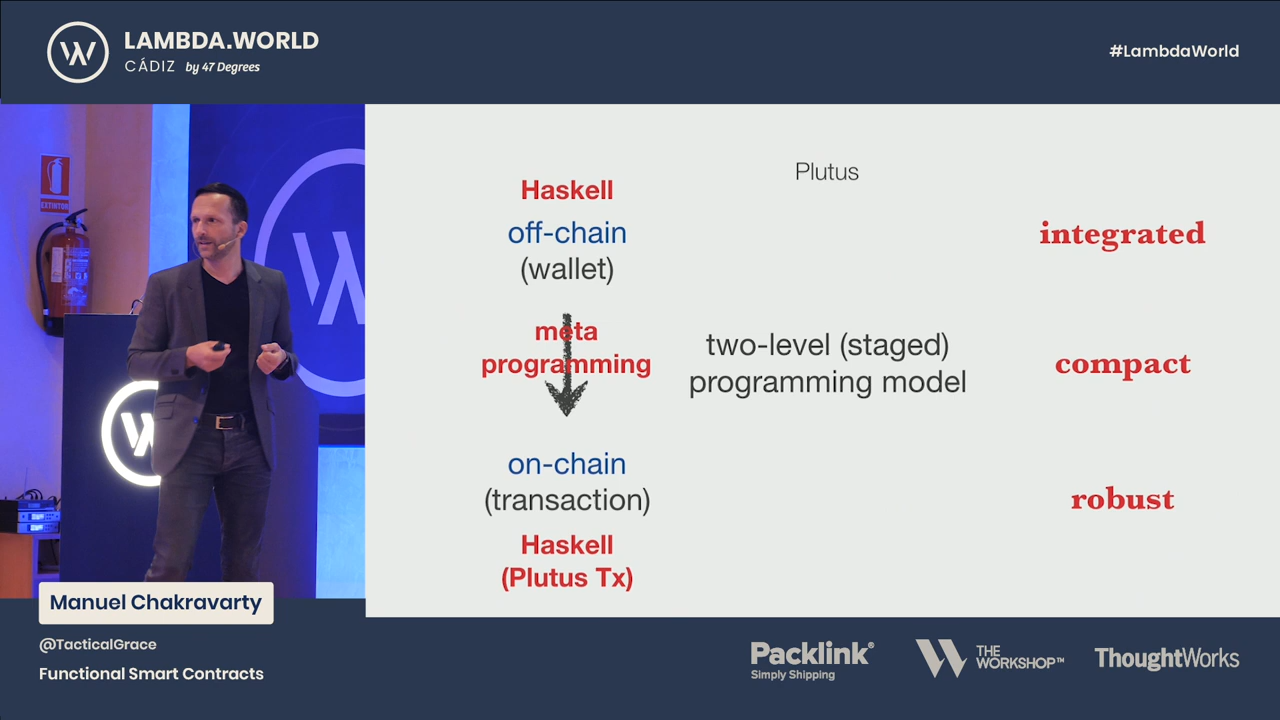 LAMBDA.WORLD
CÁDIZ by 47 Degrees
#LambdaWorld
EXTINTOR
Plutus
Haskell
off-chain
(wallet)
meta
programming
on-chain
(transaction)
Haskell
(Plutus Tx)
two-level (staged)
programming model
integrated
compact
robust
Manuel Chakravarty
@TacticalGrace
Functional Smart Contracts
Packlink®
Simply Shipping
THE
WORKSHOP™
ThoughtWorks